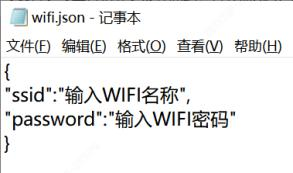 wifi.json - 记事本
文件(F) 编辑(E) 格式(O) 查看(V) 帮助(H)
{
"ssid":"输入WIFI名称",
"password":"输入WIFI密码"
}